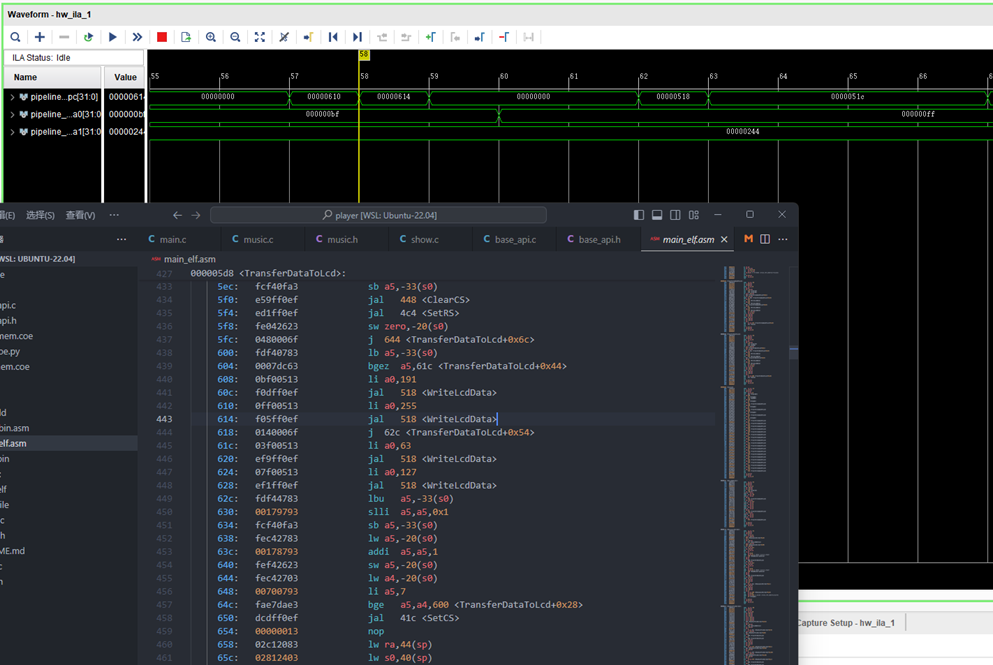 Waveform - hw_ila_1
ILA Status: Idle
Name Value
58
55 56 57 58 59 60 61 62 63 64 65 66
pipeline...pc[31:0] 0000061
00000000 00000610 00000614 00000000 00000518 0000051c
pipeline_...a0[31:0
000000bf 000000ff
pipeline_...a1[31:0
00000244
(E) 选择(S) 查看(V) ···
player [WSL: Ubuntu-22.04]
WSL: UBUNTU-22.04] ···
main.c music.c music.h show.c base_api.c base_api.h main_elf.asm
main_elf.asm
api.c
api.h
mem.coe
pe.py
mem.coe
bin.asm
elf.asm
ME.md
427 000005d8 <TransferDataToLcd>:
433 5ec: fcf40fa3 sb a5,-33(s0)
434 5f0: e59ff0ef jal 448 <ClearCS>
435 5f4: ed1ff0ef jal 4c4 <SetRS>
436 5f8: fe042623 sw zero,-20(s0)
437 5fc: 0480006f j 644 <TransferDataToLcd+0x6c>
438 600: fdf40783 lb a5,-33(s0)
439 604: 0007dc63 bgez a5,61c <TransferDataToLcd+0x44>
440 608: 0bf00513 li a0,191
441 60c: f0dff0ef jal 518 <WriteLcdData>
442 610: 0ff00513 li a0,255
443 614: f05ff0ef jal 518 <WriteLcdData>
444 618: 0140006f j 62c <TransferDataToLcd+0x54>
445 61c: 03f00513 li a0,63
446 620: ef9ff0ef jal 518 <WriteLcdData>
447 624: 07f00513 li a0,127
448 628: ef1ff0ef jal 518 <WriteLcdData>
449 62c: fdf44783 lbu a5,-33(s0)
450 630: 00179793 slli a5,a5,0x1
451 634: fcf40fa3 sb a5,-33(s0)
452 638: fec42783 lw a5,-20(s0)
453 63c: 00178793 addi a5,a5,1
454 640: fef42623 sw a5,-20(s0)
455 644: fec42703 lw a4,-20(s0)
456 648: 00700793 li a5,7
457 64c: fae7dae3 bge a5,a4,600 <TransferDataToLcd+0x28>
458 650: dcdff0ef jal 41c <SetCS>
459 654: 00000013 nop
460 658: 02c12083 lw ra,44(sp)
461 65c: 02812403 lw s0,40(sp)
Capture Setup - hw_ila_1